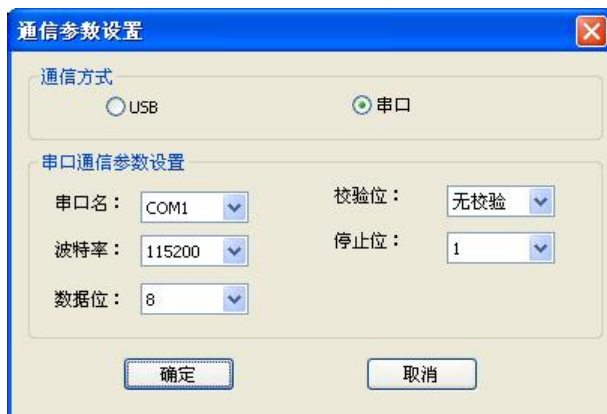 通信参数设置
通信方式
USB 串口
串口通信参数设置
串口名： COM1 校验位： 无校验
波特率： 115200 停止位： 1
数据位： 8
确定 取消